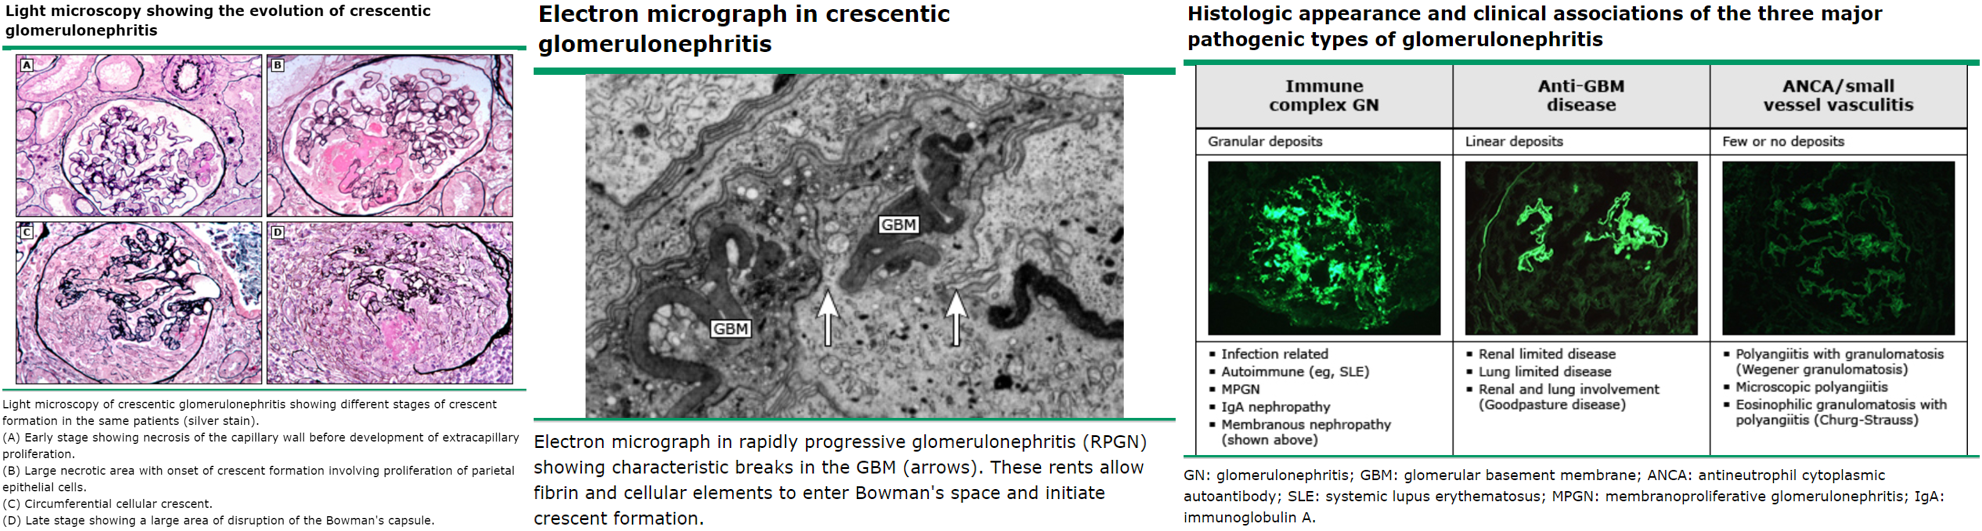 Light microscopy showing the evolution of crescentic
glomerulonephritis
A
B
C
D
Light microscopy of crescentic glomerulonephritis showing different stages of crescent
formation in the same patients (silver stain).
(A) Early stage showing necrosis of the capillary wall before development of extracapillary
proliferation.
(B) Large necrotic area with onset of crescent formation involving proliferation of parietal
epithelial cells.
(C) Circumferential cellular crescent.
(D) Late stage showing a large area of disruption of the Bowman's capsule.
Electron micrograph in crescentic
glomerulonephritis
GBM
GBM
Electron micrograph in rapidly progressive glomerulonephritis (RPGN)
showing characteristic breaks in the GBM (arrows). These rents allow
fibrin and cellular elements to enter Bowman's space and initiate
crescent formation.
Histologic appearance and clinical associations of the three major
pathogenic types of glomerulonephritis
Immune
complex GN
Anti-GBM
disease
ANCA/small
vessel vasculitis
Granular deposits
Linear deposits
Few or no deposits
▪ Infection related
▪ Autoimmune (eg, SLE)
▪ MPGN
▪ IgA nephropathy
▪ Membranous nephropathy
(shown above)
▪ Renal limited disease
▪ Lung limited disease
▪ Renal and lung involvement
(Goodpasture disease)
▪ Polyangiitis with granulomatosis
(Wegener granulomatosis)
▪ Microscopic polyangiitis
▪ Eosinophilic granulomatosis with
polyangiitis (Churg-Strauss)
GN: glomerulonephritis; GBM: glomerular basement membrane; ANCA: antineutrophil cytoplasmic
autoantibody; SLE: systemic lupus erythematosus; MPGN: membranoproliferative glomerulonephritis; IgA:
immunoglobulin A.